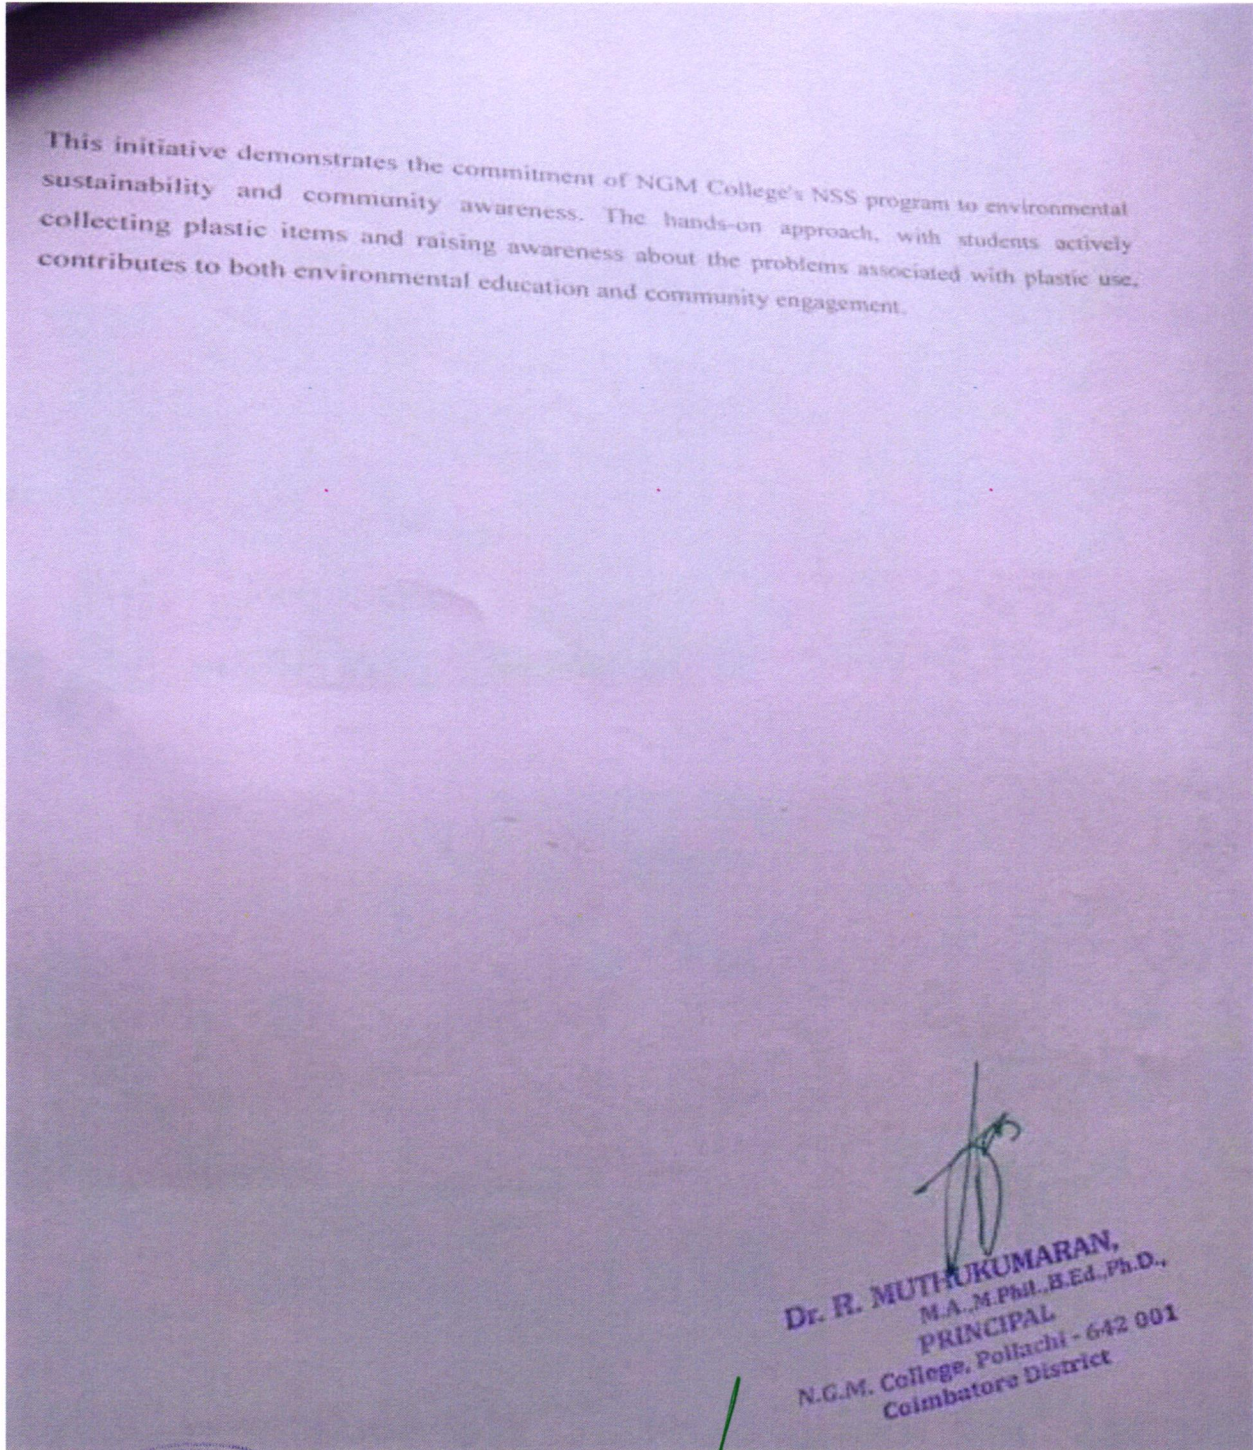 This initiative demonstrates the commitment of NGM College's NSS program to environmental
sustainability and community awareness. The hands-on approach, with students actively
collecting plastic items and raising awareness about the problems associated with plastic use,
contributes to both environmental education and community engagement.
Dr. R. MUTHUKUMARAN,
M.A.,M.Phil.,B.Ed.,Ph.D.,
PRINCIPAL
N.G.M. College, Pollachi - 642 001
Coimbatore District